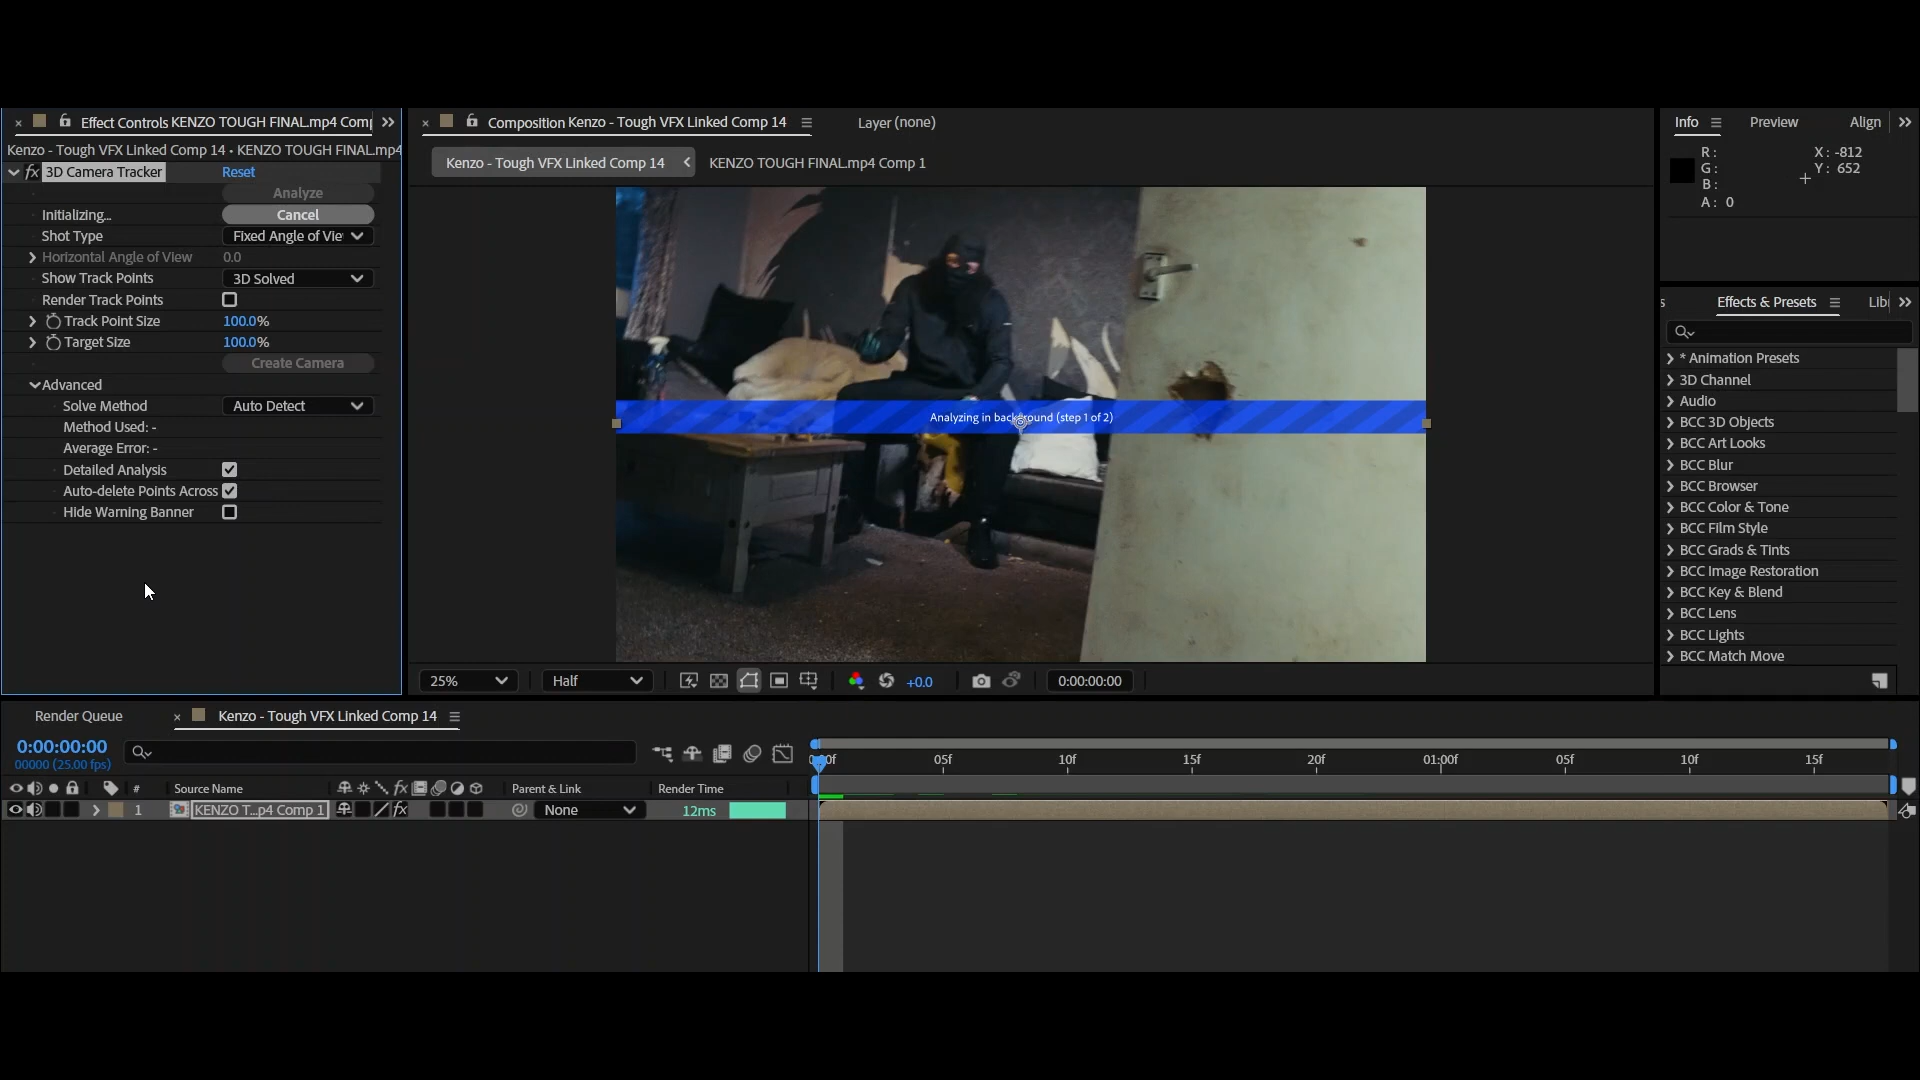 Effect Controls KENZO TOUGH FINAL.mp4 Comp
Kenzo - Tough VFX Linked Comp 14 • KENZO TOUGH FINAL.mp4
fx 3D Camera Tracker Reset
Analyze
Initializing... Cancel
Shot Type Fixed Angle of Vie
Horizontal Angle of View 0.0
Show Track Points 3D Solved
Render Track Points
Track Point Size 100.0%
Target Size 100.0%
Create Camera
Advanced
Solve Method Auto Detect
Method Used: -
Average Error: -
Detailed Analysis
Auto-delete Points Across
Hide Warning Banner
Composition Kenzo - Tough VFX Linked Comp 14 Layer (none)
Kenzo - Tough VFX Linked Comp 14 KENZO TOUGH FINAL.mp4 Comp 1
Analyzing in background (step 1 of 2)
25% Half +0.0 0:00:00:00
Info Preview Align
R: X: -812
G: Y: 652
B:
A: 0
s Effects & Presets Lib
* Animation Presets
3D Channel
Audio
BCC 3D Objects
BCC Art Looks
BCC Blur
BCC Browser
BCC Color & Tone
BCC Film Style
BCC Grads & Tints
BCC Image Restoration
BCC Key & Blend
BCC Lens
BCC Lights
BCC Match Move
Render Queue Kenzo - Tough VFX Linked Comp 14
0:00:00:00
00000 (25.00 fps)
05f 10f 15f 20f 01:00f 05f 10f 15f
# Source Name fx Parent & Link Render Time
1 KENZO T...p4 Comp 1 fx None 12ms